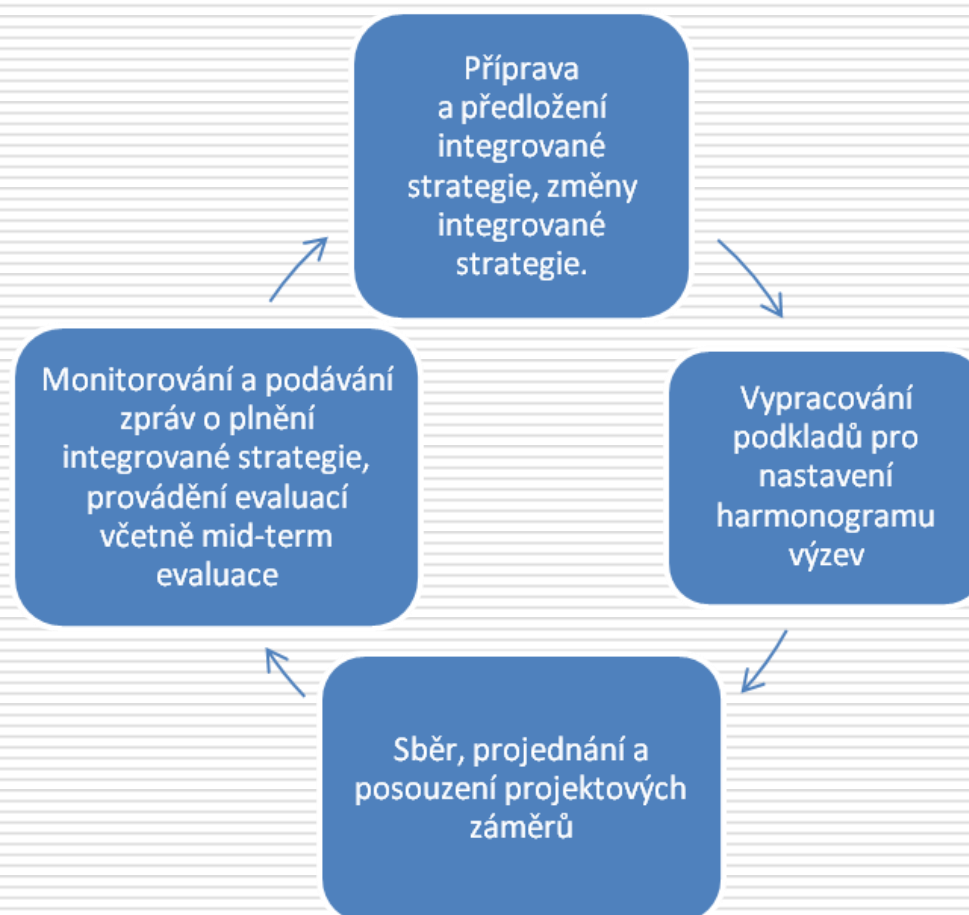 Příprava
a předložení
integrované
strategie, změny
integrované
strategie.
Vypracování
podkladů pro
nastavení
harmonogramu
výzev
Sběr, projednání a
posouzení projektových
záměrů
Monitorování a podávání
zpráv o plnění
integrované strategie,
provádění evaluací
včetně mid-term
evaluace